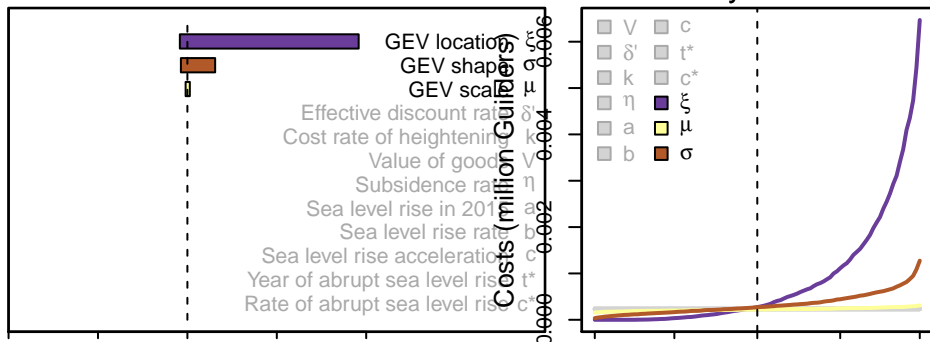 GEV location ξ
GEV shape σ
GEV scale μ
Effective discount rate δ'
Cost rate of heightening k
Value of goods V
Subsidence rate η
Sea level rise in 2015 a
Sea level rise rate b
Sea level rise acceleration c
Year of abrupt sea level rise t*
Rate of abrupt sea level rise c*
Costs (million Guilders)
0.006
0.004
0.002
0.000
V c
δ' t*
k c*
η ξ
a μ
b σ